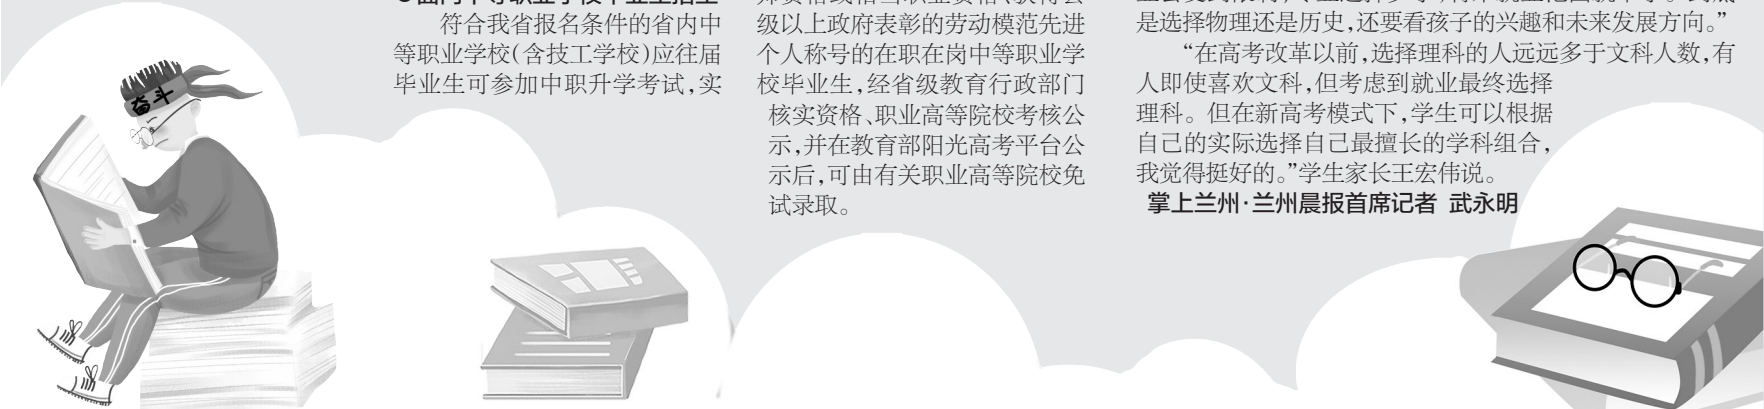 ●面向中等职业学校毕业生招生
符合我省报名条件的省内中
等职业学校(含技工学校)应往届
毕业生可参加中职升学考试,实
级以上政府表彰的劳动模范先进
个人称号的在职在岗中等职业学
校毕业生,经省级教育行政部门
核实资格、职业高等院校考核公
示,并在教育部阳光高考平台公
示后,可由有关职业高等院校免
试录取。
是选择物理还是历史,还要看孩子的兴趣和未来发展方向。”
“在高考改革以前,选择理科的人远远多于文科人数,有
人即使喜欢文科,但考虑到就业最终选择
理科。但在新高考模式下,学生可以根据
自己的实际选择自己最擅长的学科组合,
我觉得挺好的。”学生家长王宏伟说。
掌上兰州·兰州晨报首席记者 武永明
奋斗